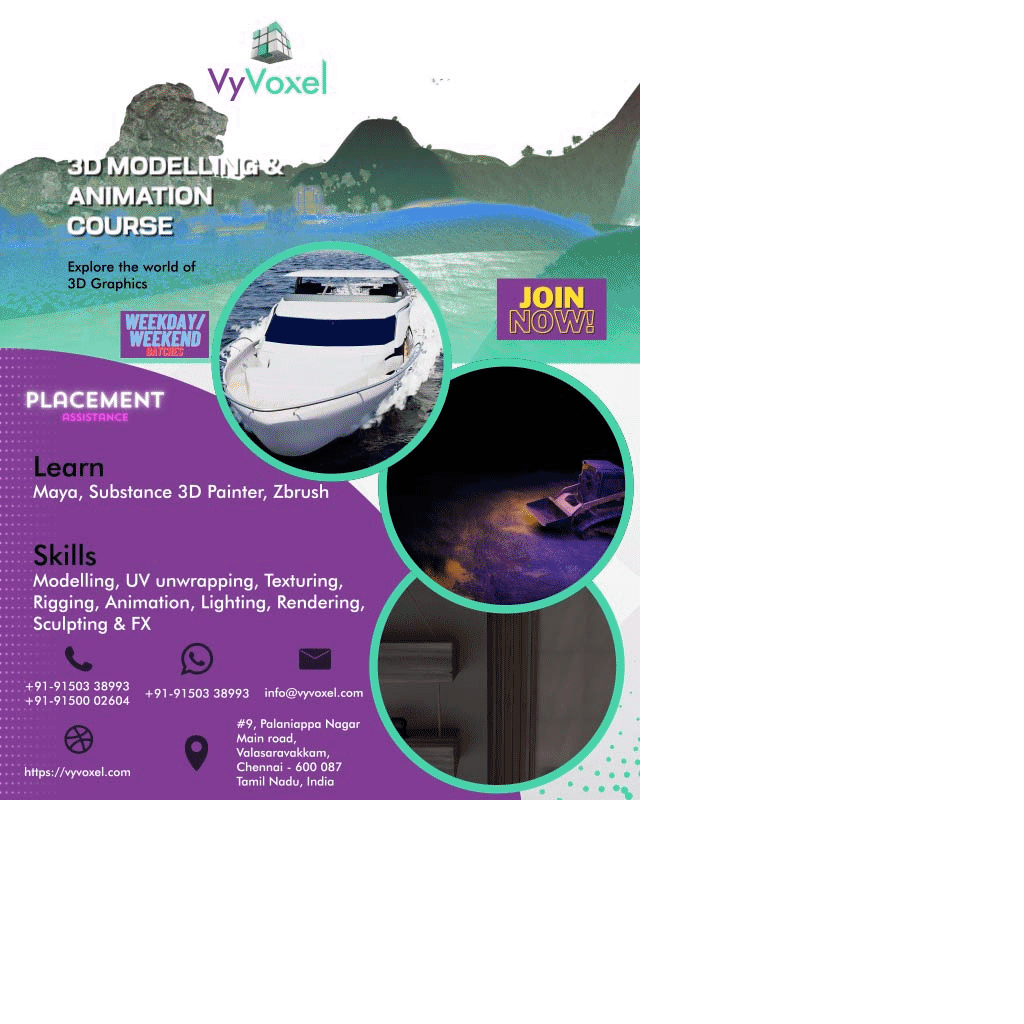 VyVoxel
3D MODELLING &
ANIMATION
COURSE
Explore the world of
3D Graphics
JOIN
NOW!
WEEKDAY/
WEEKEND
BATCHES
PLACEMENT
ASSISTANCE
Learn
Maya, Substance 3D Painter, Zbrush
Skills
Modelling, UV unwrapping, Texturing,
Rigging, Animation, Lighting, Rendering,
Sculpting & FX
+91-91503 38993
+91-91500 02604
+91-91503 38993
info@vyvoxel.com
https://vyvoxel.com
#9, Palaniappa Nagar
Main road,
Valasaravakkam,
Chennai - 600 087
Tamil Nadu, India